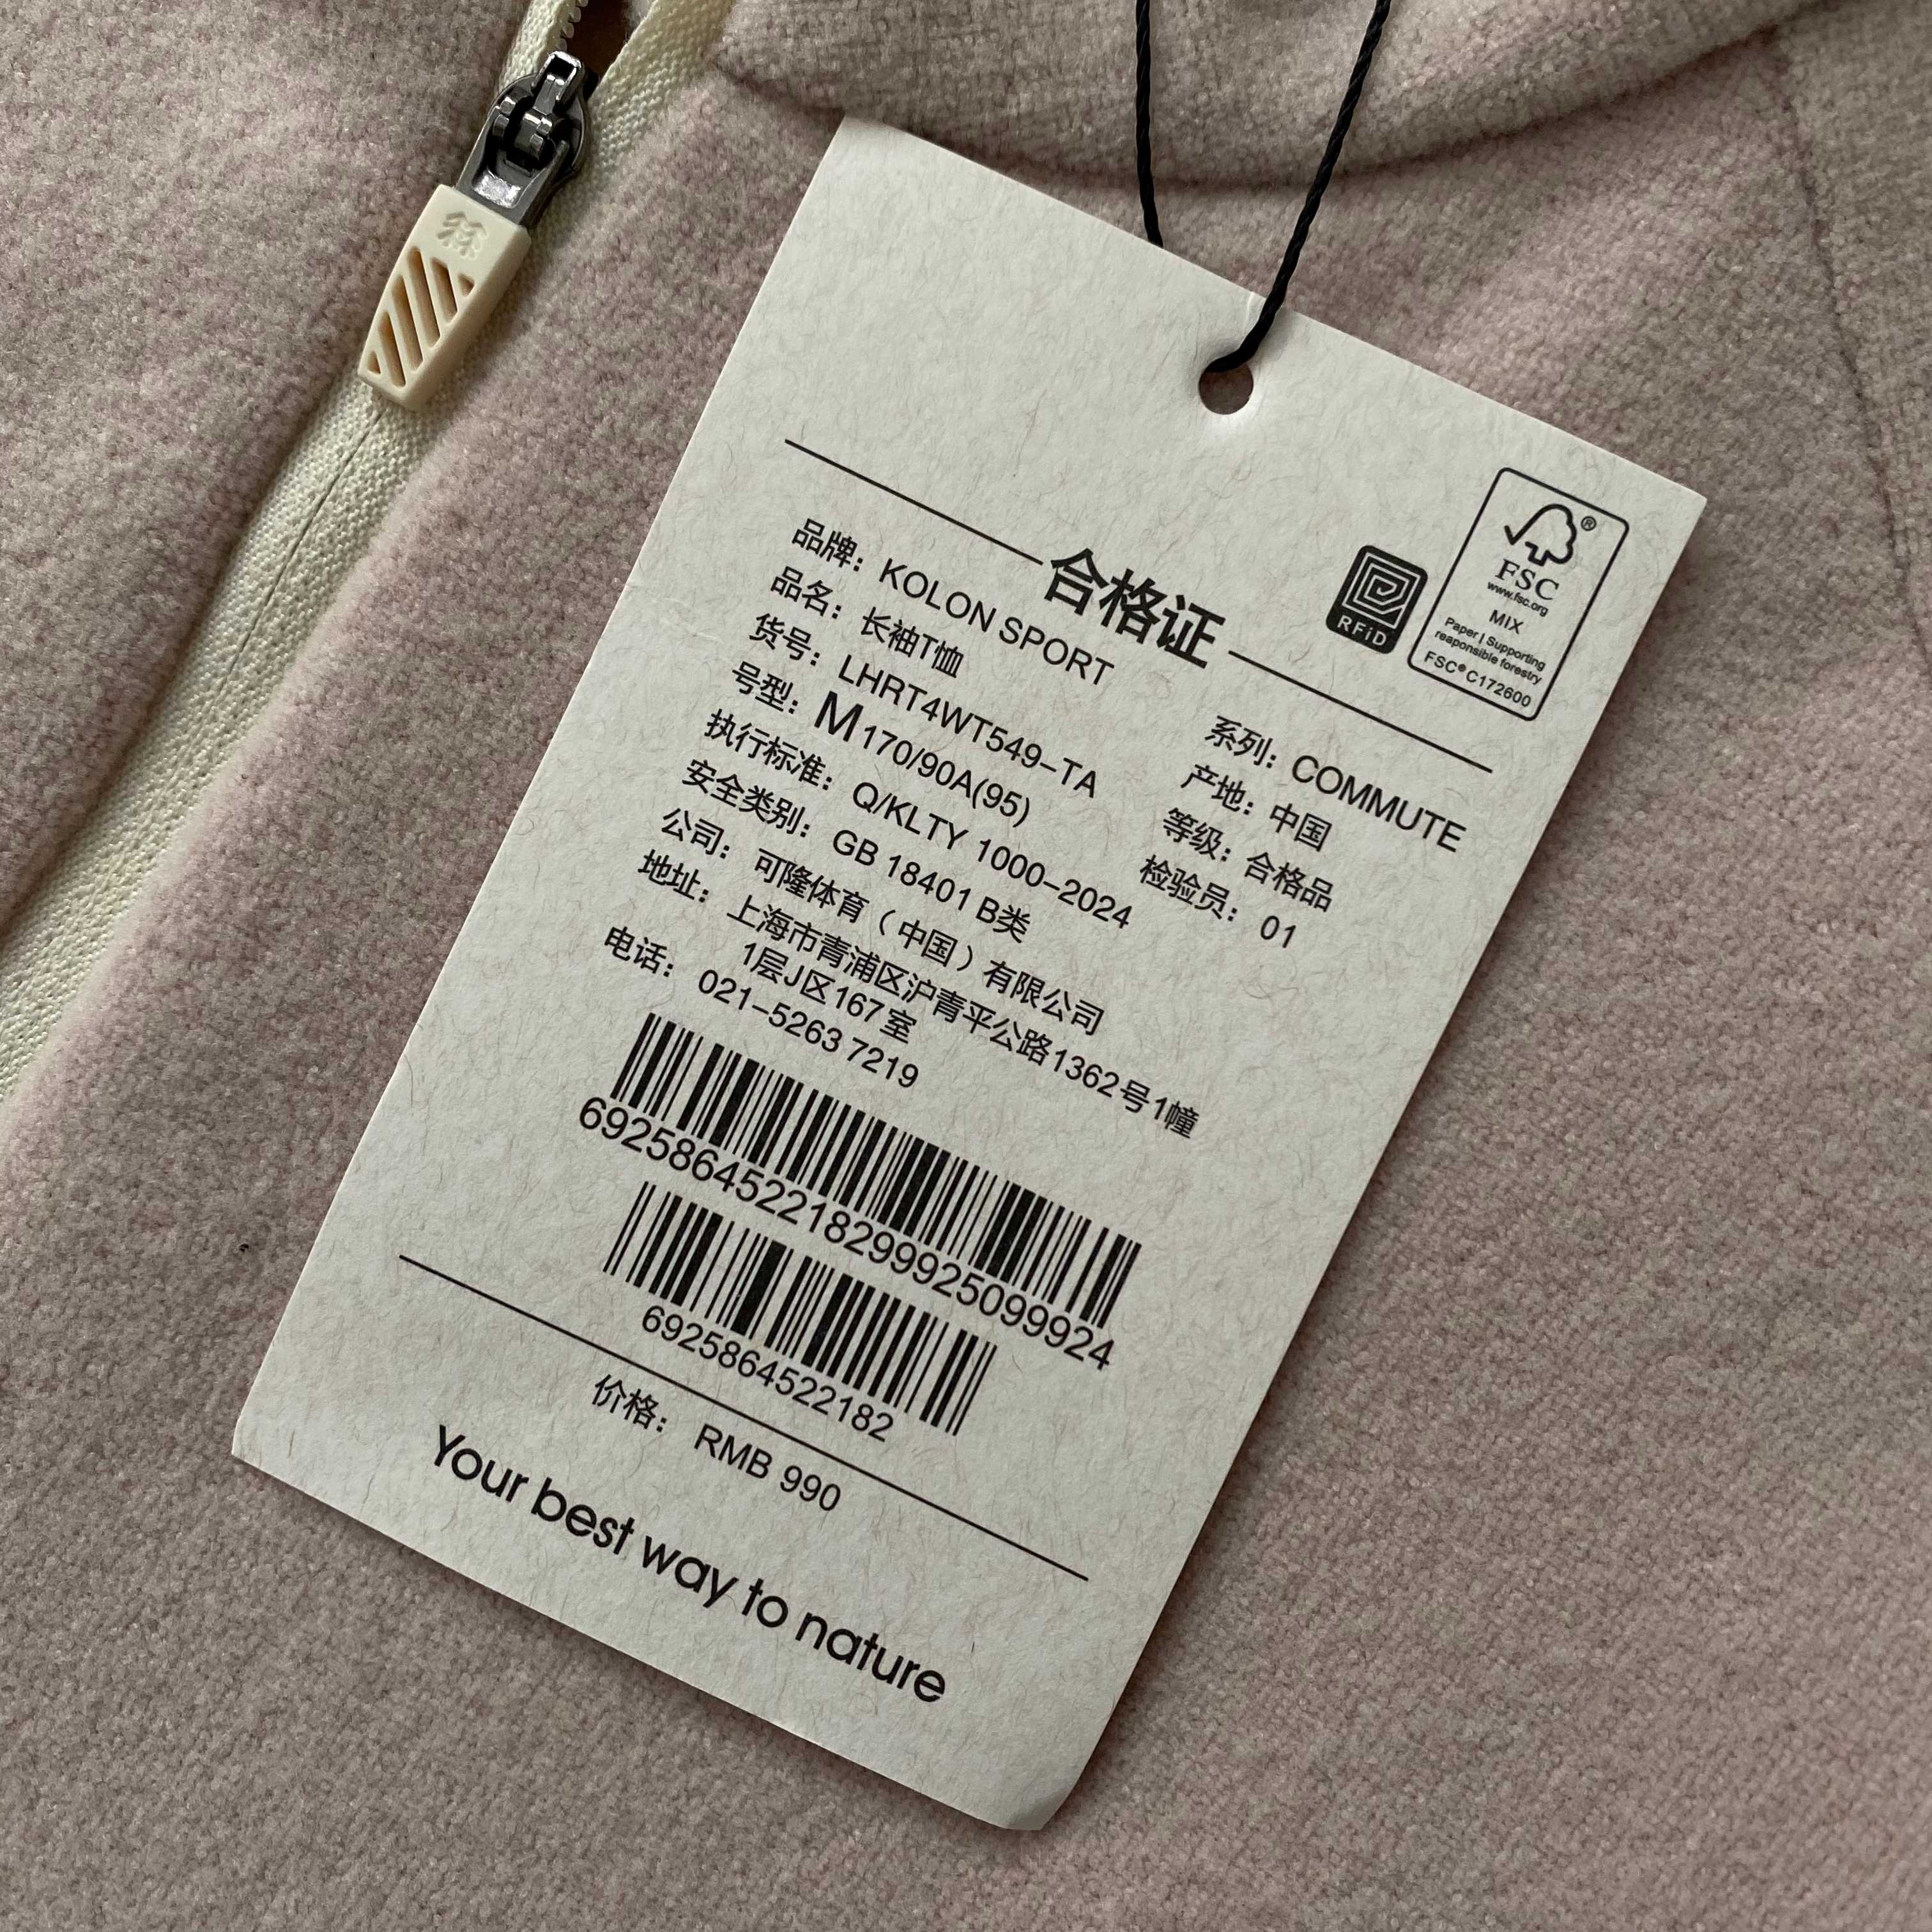 合格证
RFiD
FSC®
www.fsc.org
MIX
Paper | Supporting
responsible forestry
FSC® C172600
品牌：KOLON SPORT
品名：长袖T恤
货号：LHRT4WT549-TA
号型：M 170/90A(95)
执行标准：Q/KLTY 1000-2024
安全类别：GB 18401 B类
系列：COMMUTE
产地：中国
等级：合格品
检验员：01
公司：可隆体育（中国）有限公司
地址：上海市青浦区沪青平公路1362号1幢
1层J区167室
电话：021-5263 7219
6925864522182999250999​24
6925864522182
价格：RMB 990
Your best way to nature